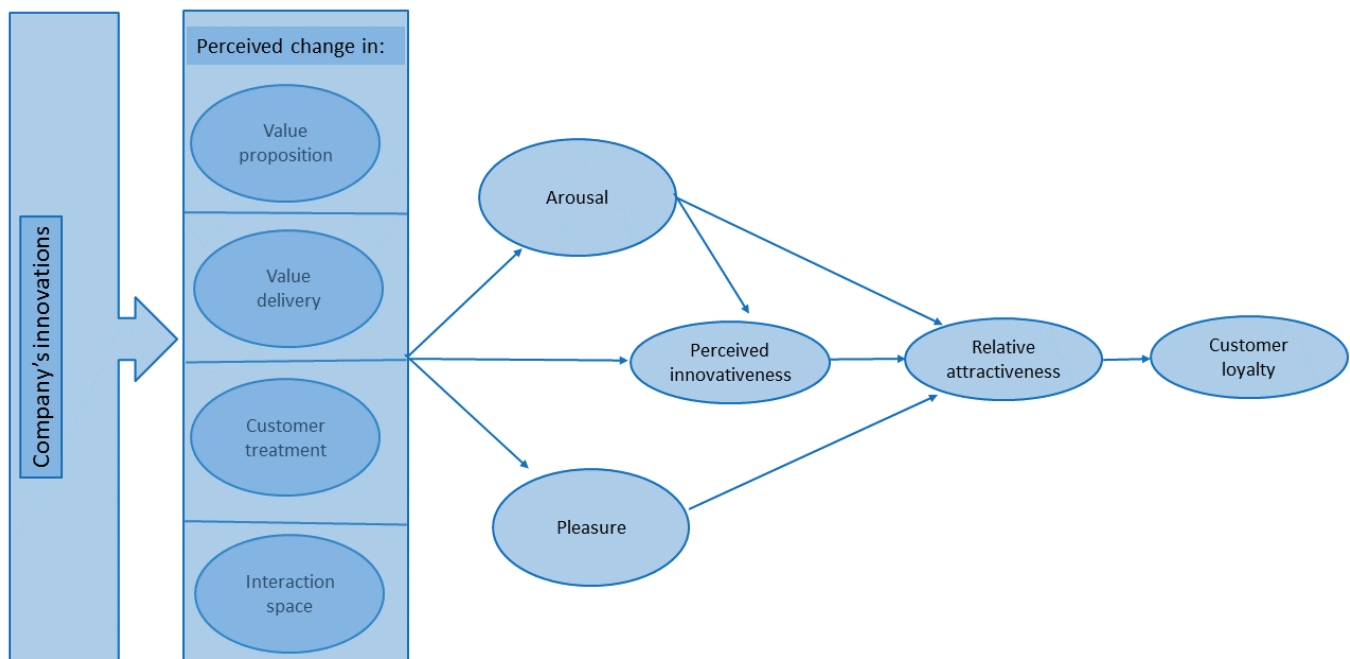 Company's innovations
Perceived change in:
Value
proposition
Value
delivery
Customer
treatment
Interaction
space
Arousal
Perceived
innovativeness
Pleasure
Relative
attractiveness
Customer
loyalty